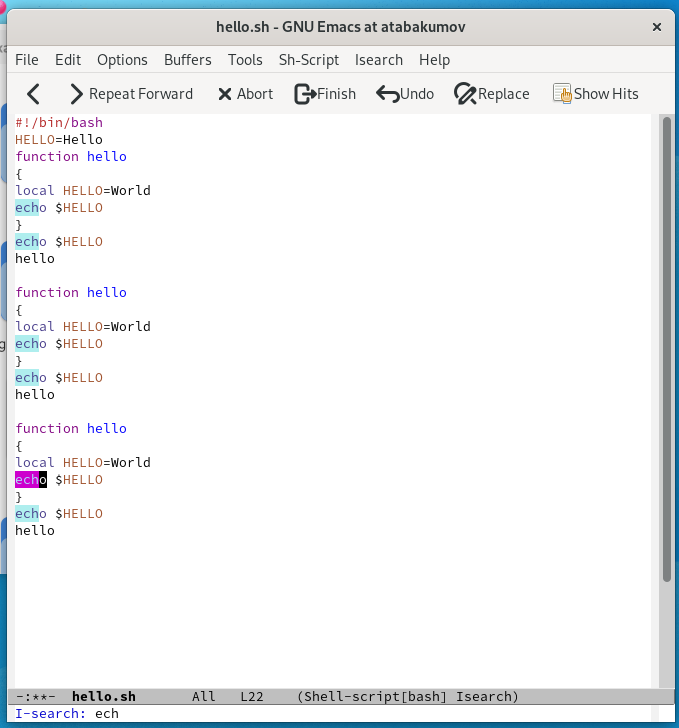 hello.sh - GNU Emacs at atabakumov
File Edit Options Buffers Tools Sh-Script Isearch Help
Repeat Forward Abort Finish Undo Replace Show Hits
#!/bin/bash
HELLO=Hello
function hello
{
local HELLO=World
echo $HELLO
}
echo $HELLO
hello

function hello
{
local HELLO=World
echo $HELLO
}
echo $HELLO
hello

function hello
{
local HELLO=World
echo $HELLO
}
echo $HELLO
hello
-:**- hello.sh All L22 (Shell-script[bash] Isearch)
I-search: ech